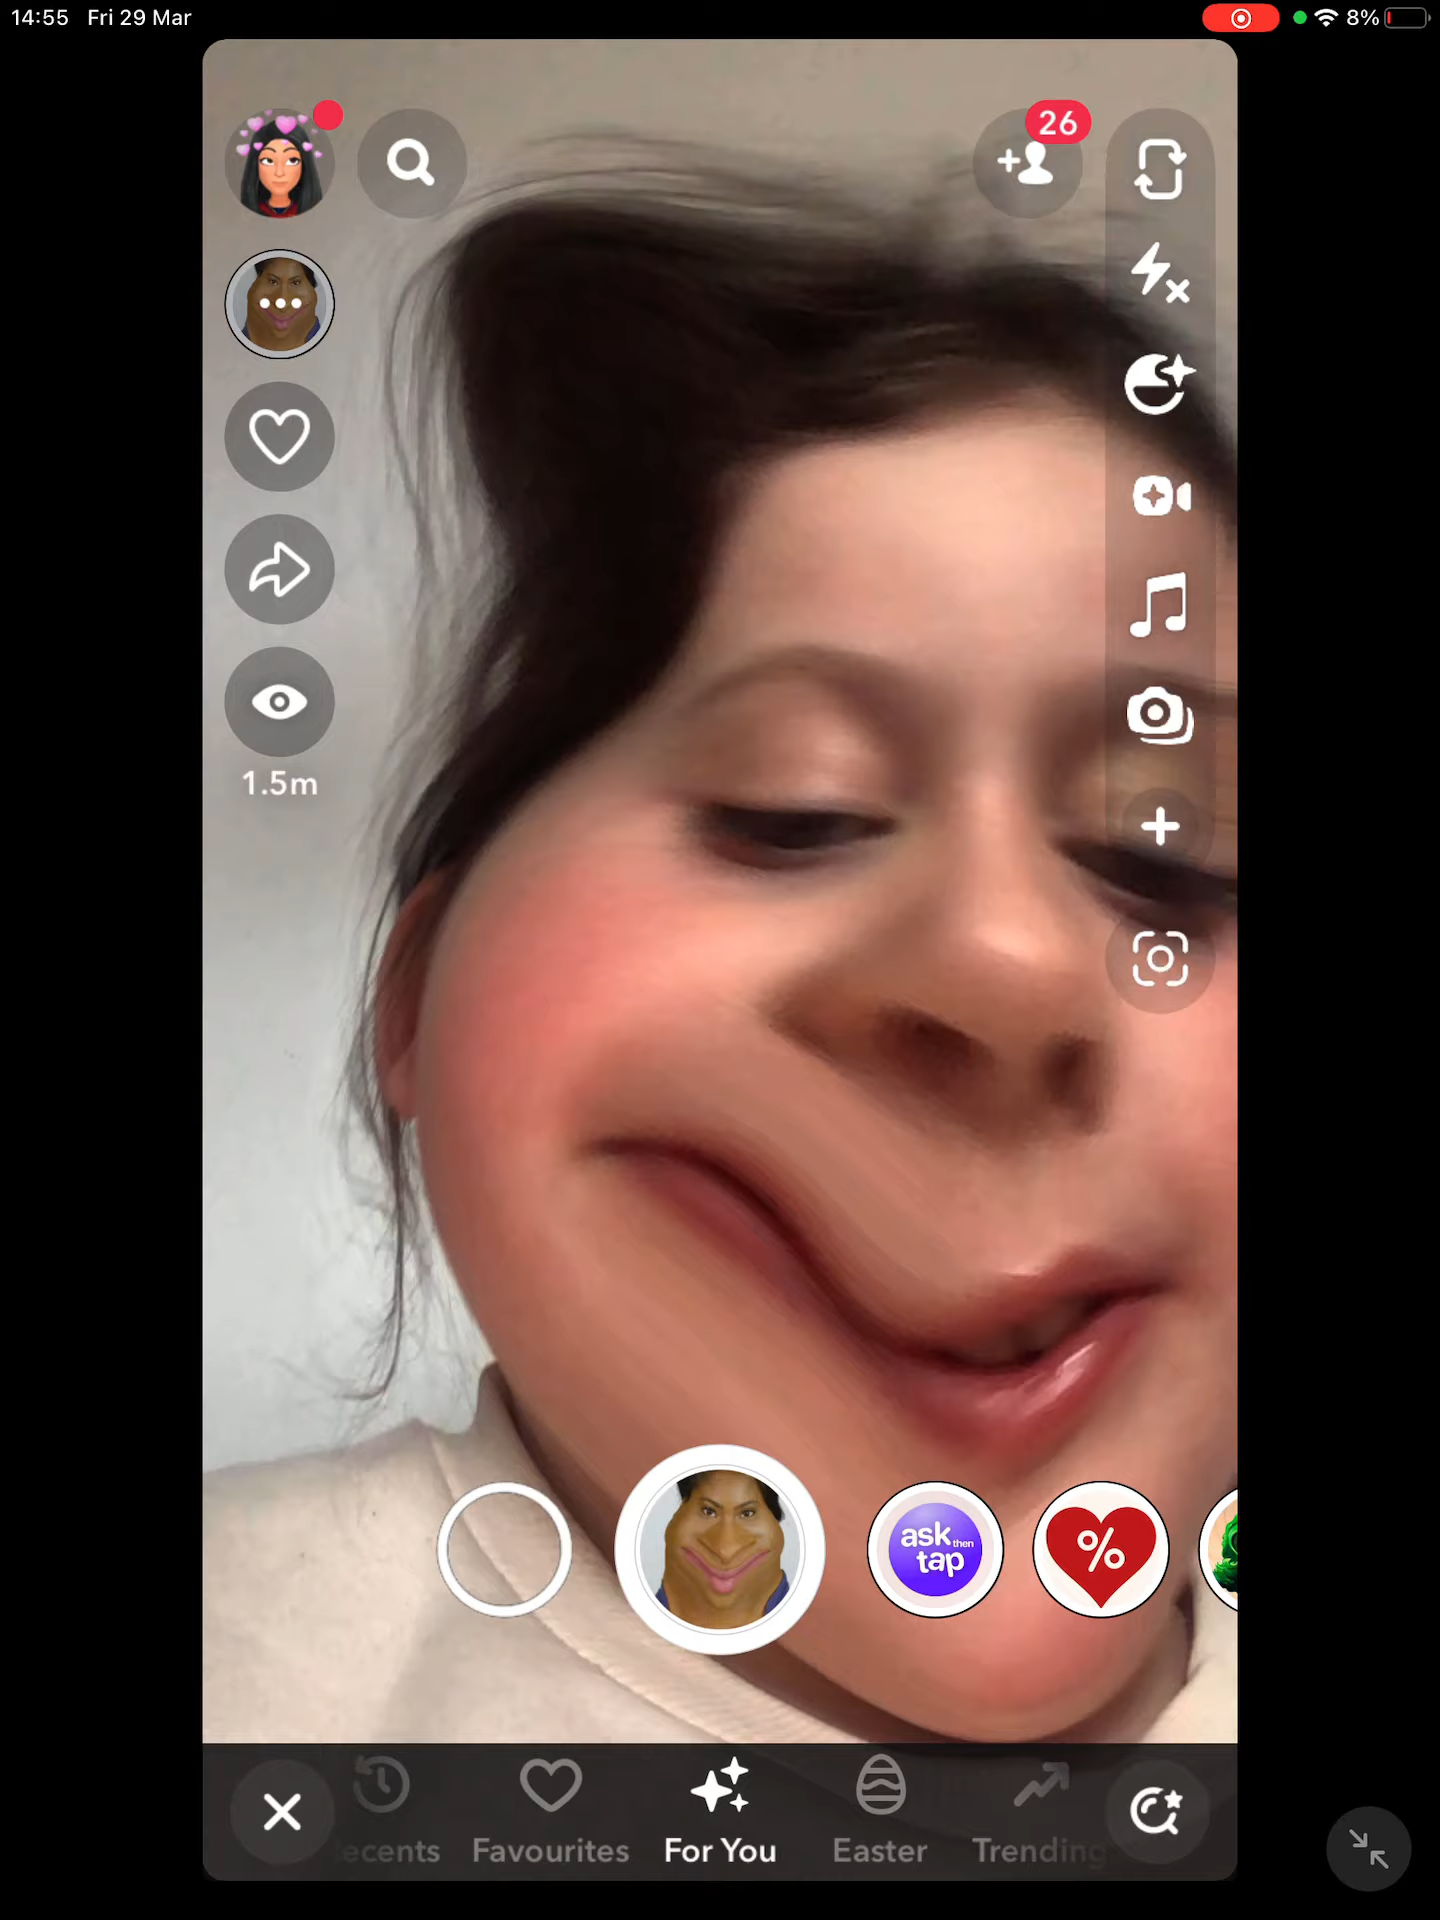 14:55 Fri 29 Mar
8%
26
1.5m
ask then
tap
%
ecents Favourites For You Easter Trending